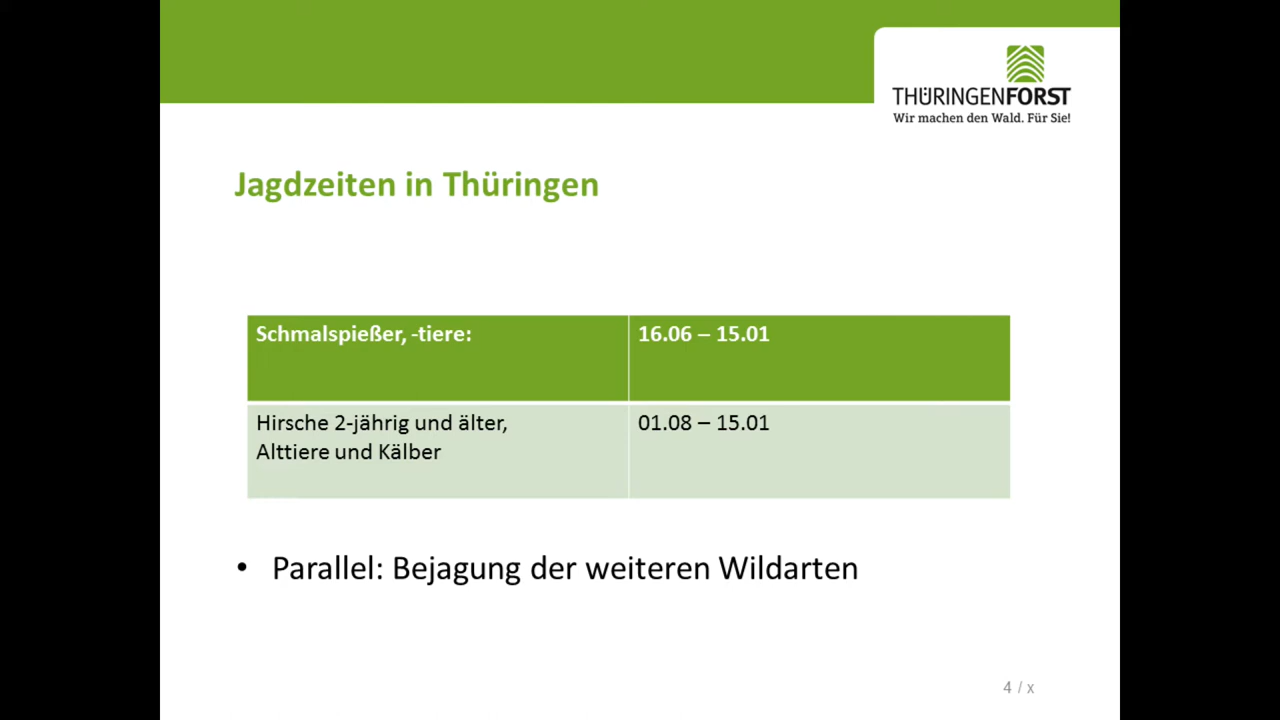 THÜRINGENFORST
Wir machen den Wald. Für Sie!
Jagdzeiten in Thüringen
Schmalspießer, -tiere:
16.06 – 15.01
Hirsche 2-jährig und älter,
Alttiere und Kälber
01.08 – 15.01
• Parallel: Bejagung der weiteren Wildarten
4 / x